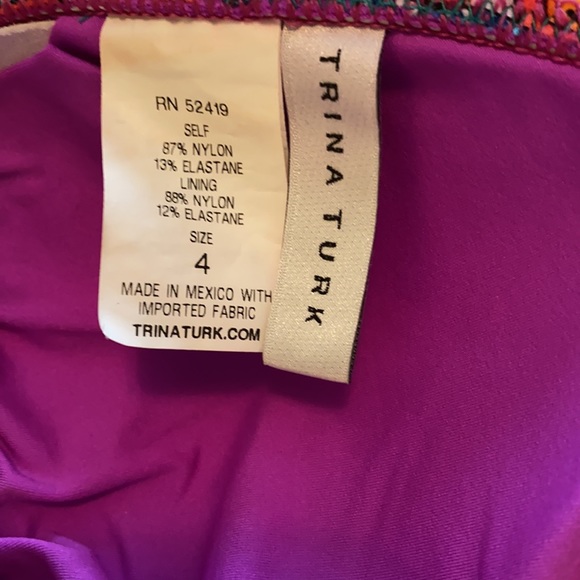 RN 52419
SELF
87% NYLON
13% ELASTANE
LINING
88% NYLON
12% ELASTANE
SIZE
4
MADE IN MEXICO WITH
IMPORTED FABRIC
TRINATURK.COM
TRINA TURK